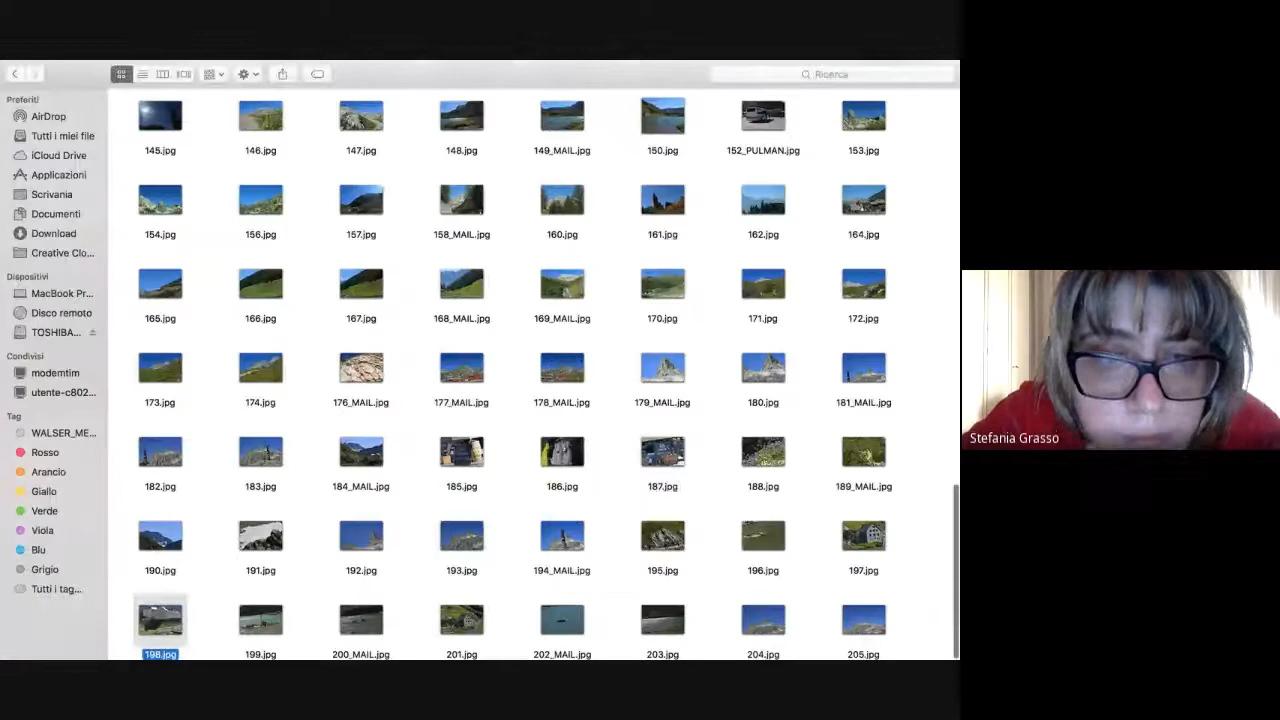 Ricerca
Preferiti
AirDrop
Tutti i miei file
iCloud Drive
Applicazioni
Scrivania
Documenti
Download
Creative Clo...
Dispositivi
MacBook Pr...
Disco remoto
TOSHIBA...
Condivisi
modemtim
utente-c802...
Tag
WALSER_ME...
Rosso
Arancio
Giallo
Verde
Viola
Blu
Grigio
Tutti i tag...
145.jpg 146.jpg 147.jpg 148.jpg 149_MAIL.jpg 150.jpg 152_PULMAN.jpg 153.jpg
154.jpg 156.jpg 157.jpg 158_MAIL.jpg 160.jpg 161.jpg 162.jpg 164.jpg
165.jpg 166.jpg 167.jpg 168_MAIL.jpg 169_MAIL.jpg 170.jpg 171.jpg 172.jpg
173.jpg 174.jpg 176_MAIL.jpg 177_MAIL.jpg 178_MAIL.jpg 179_MAIL.jpg 180.jpg 181_MAIL.jpg
182.jpg 183.jpg 184_MAIL.jpg 185.jpg 186.jpg 187.jpg 188.jpg 189_MAIL.jpg
190.jpg 191.jpg 192.jpg 193.jpg 194_MAIL.jpg 195.jpg 196.jpg 197.jpg
198.jpg 199.jpg 200_MAIL.jpg 201.jpg 202_MAIL.jpg 203.jpg 204.jpg 205.jpg
Stefania Grasso